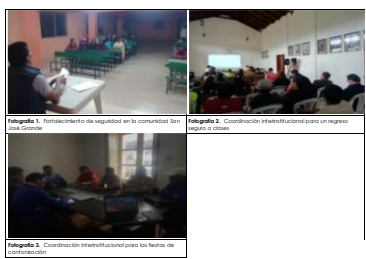 Fotografía 1. Fortalecimiento de seguridad en la comunidad San
José Grande
Fotografía 2. Coordinación interinstitucional para un regreso
seguro a clases
Fotografía 3. Coordinación interinstitucional para las fiestas de
cantonización